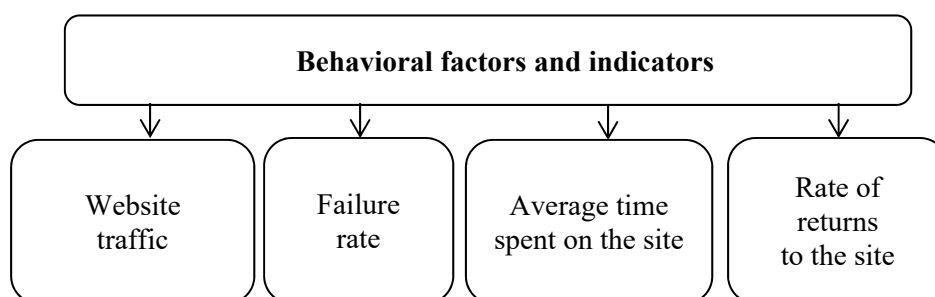 Behavioral factors and indicators
Website
traffic
Failure
rate
Average time
spent on the site
Rate of
returns
to the site